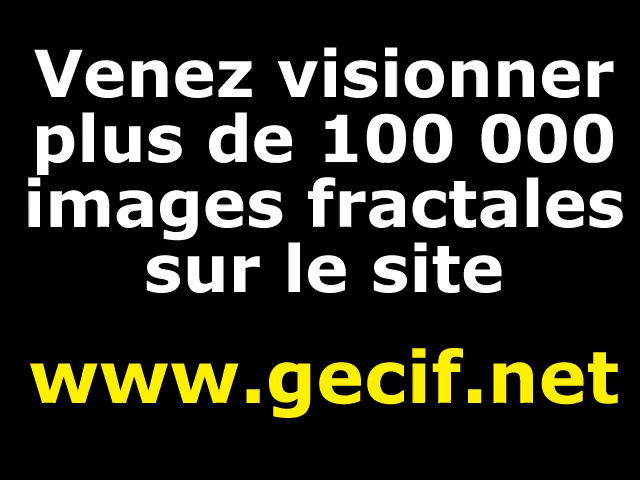 Venez visionner
plus de 100 000
images fractales
sur le site
www.gecif.net